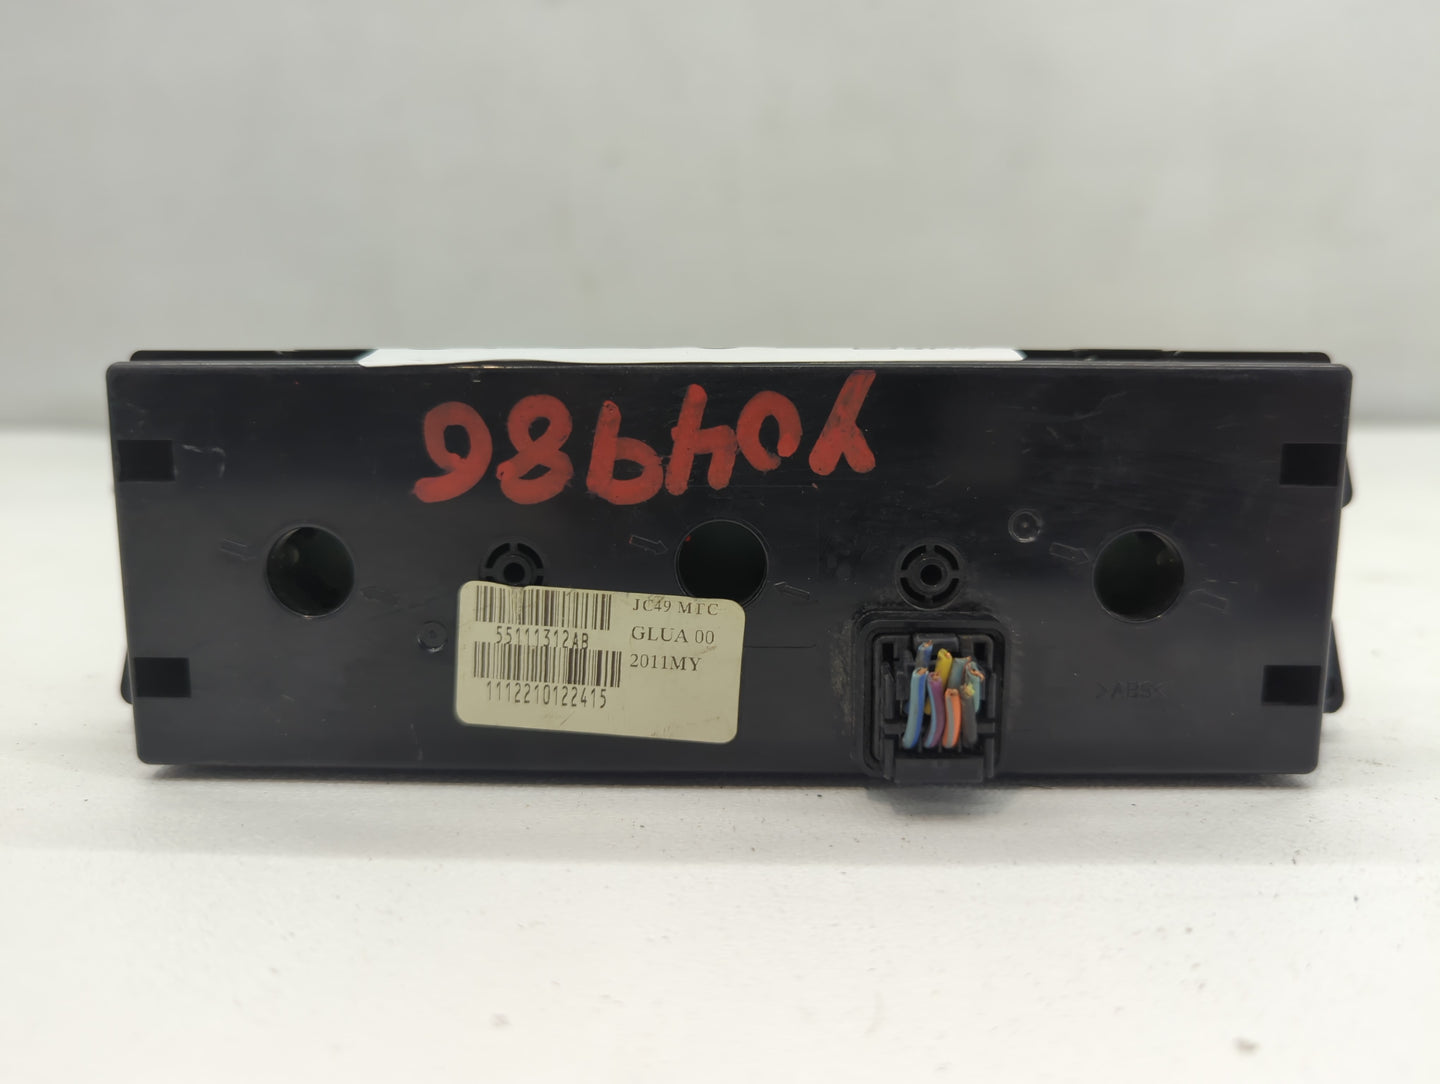 Y04986
JC49 MTC
55111312AB
GLUA 00
2011MY
1112210122415
>ABS<